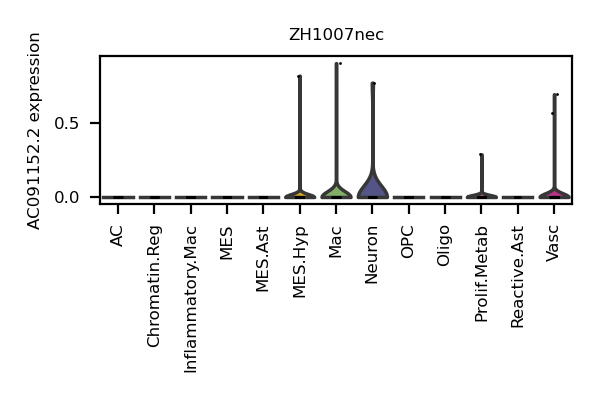 ZH1007nec
AC091152.2 expression
0.5
0.0
AC
Chromatin.Reg
Inflammatory.Mac
MES
MES.Ast
MES.Hyp
Mac
Neuron
OPC
Oligo
Prolif.Metab
Reactive.Ast
Vasc